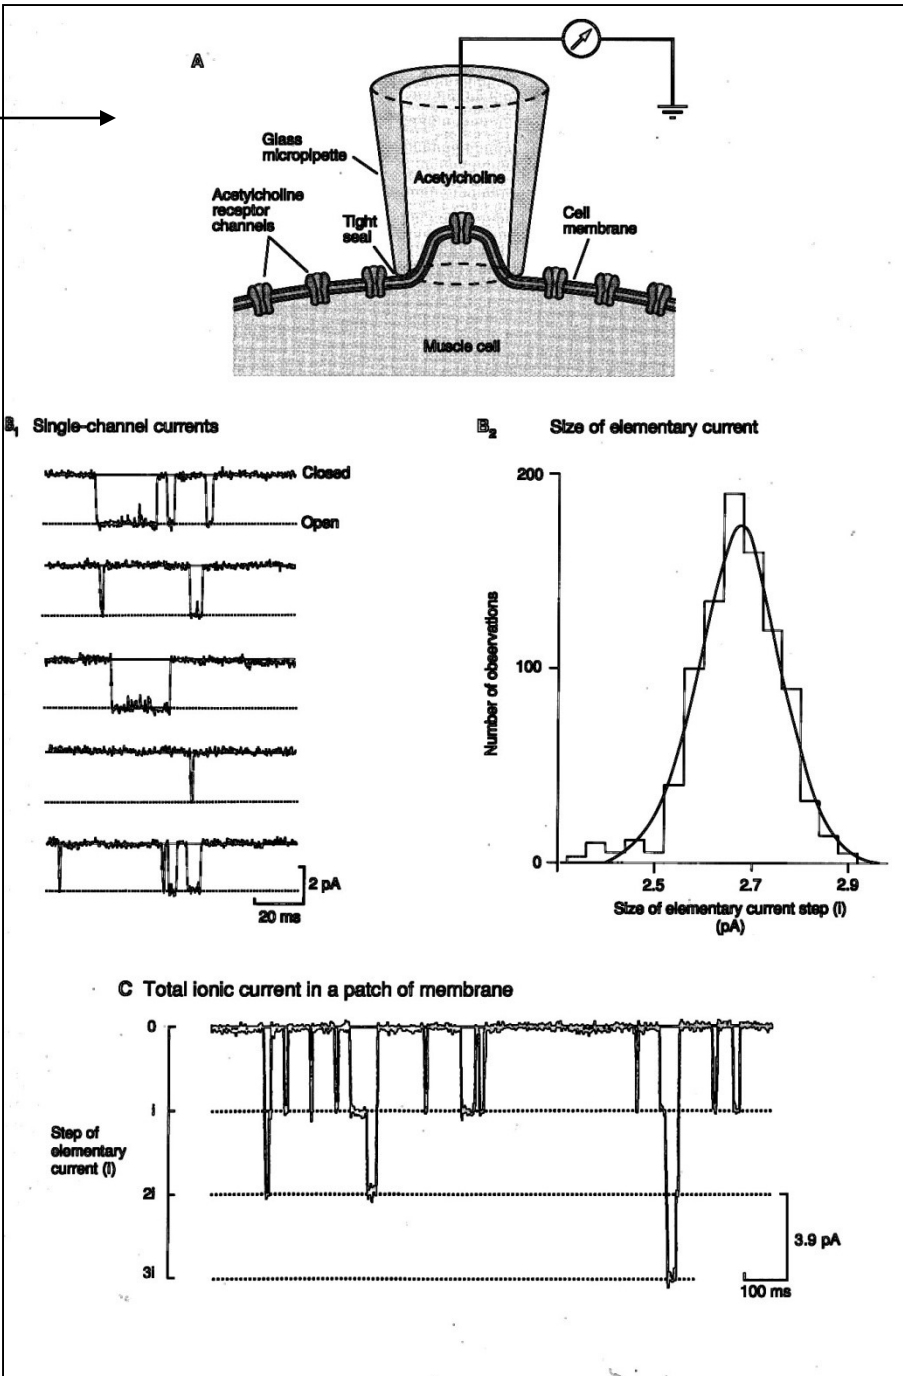 A
Glass
micropipette
Acetylcholine
Acetylcholine
receptor
channels
Tight
seal
Cell
membrane
Muscle cell
B1 Single-channel currents
Closed
Open
2 pA
20 ms
B2 Size of elementary current
200
100
0
Number of observations
2.5 2.7 2.9
Size of elementary current step (i)
(pA)
C Total ionic current in a patch of membrane
0
i
2i
3i
Step of
elementary
current (i)
3.9 pA
100 ms